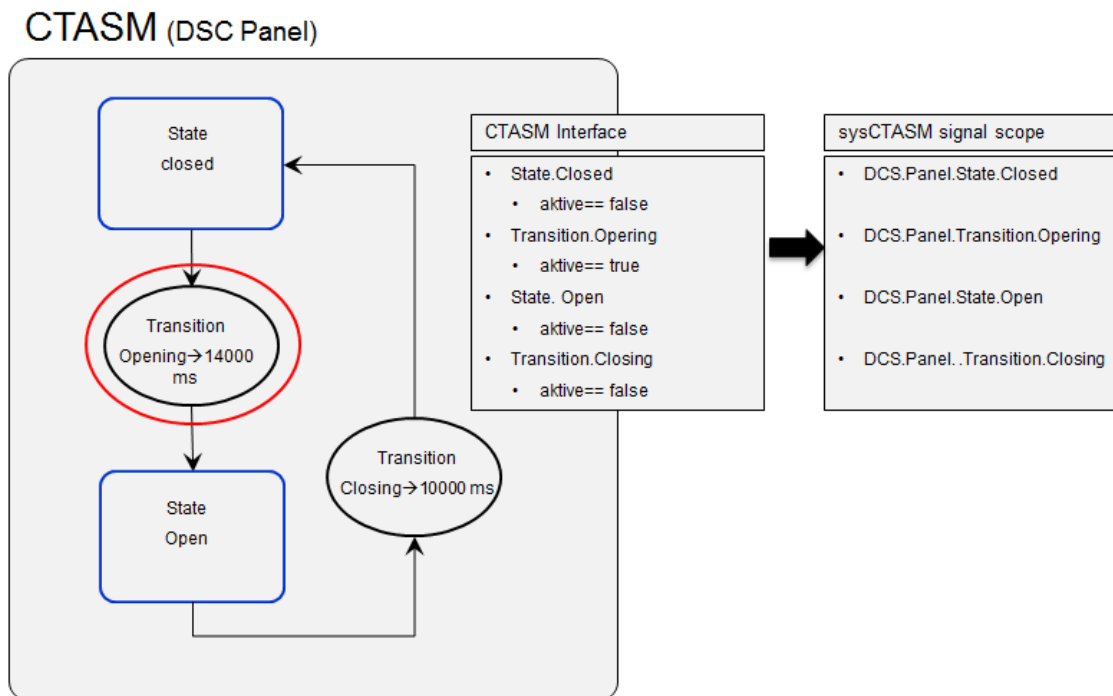 CTASM (DSC Panel)
State
closed
Transition
Opening→14000
ms
State
Open
Transition
Closing→10000 ms
CTASM Interface
• State.Closed
• aktive== false
• Transition.Opering
• aktive== true
• State. Open
• aktive== false
• Transition.Closing
• aktive== false
sysCTASM signal scope
• DCS.Panel.State.Closed
• DCS.Panel.Transition.Opering
• DCS.Panel.State.Open
• DCS.Panel. .Transition.Closing